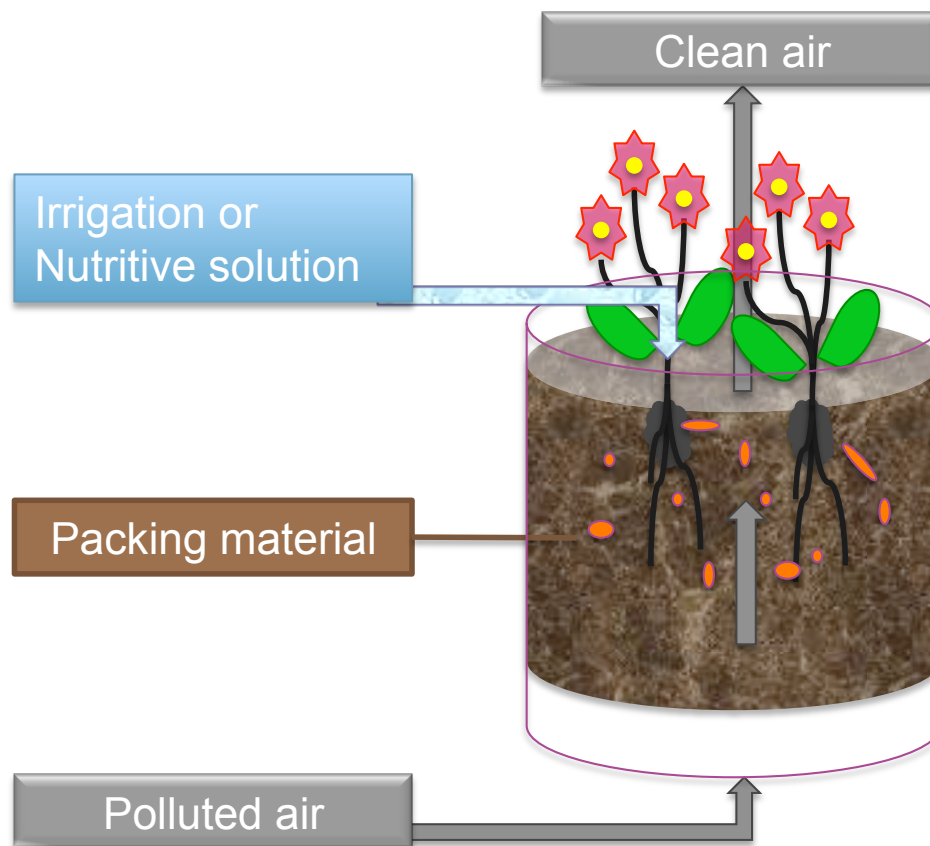 Clean air
Irrigation or
Nutritive solution
Packing material
Polluted air